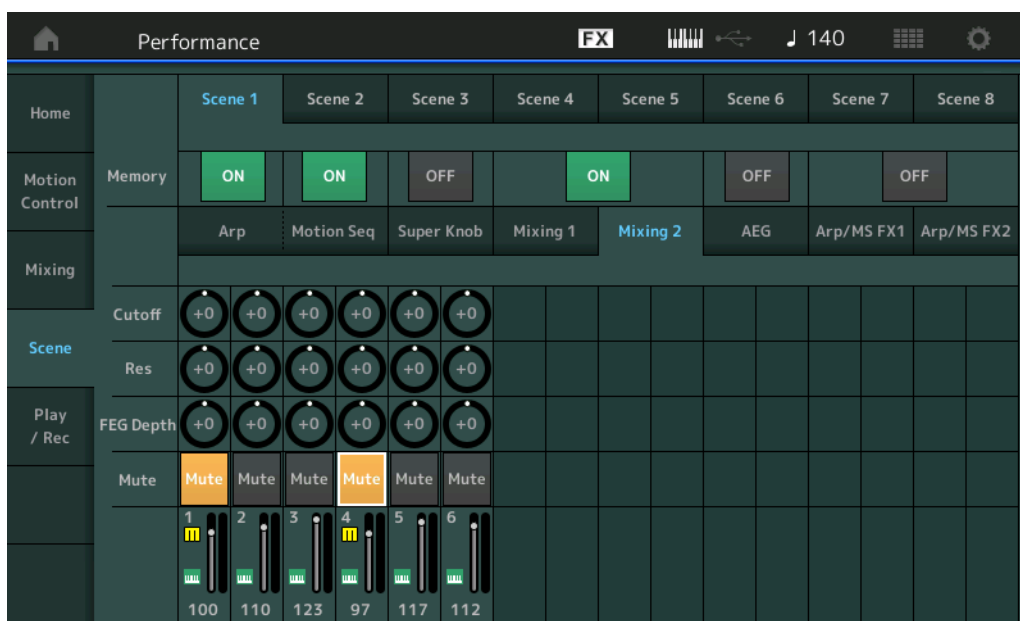 Performance FX 140
Home
Scene 1 Scene 2 Scene 3 Scene 4 Scene 5 Scene 6 Scene 7 Scene 8
Motion
Control
Memory ON ON OFF ON OFF OFF
Arp Motion Seq Super Knob Mixing 1 Mixing 2 AEG Arp/MS FX1 Arp/MS FX2
Mixing
Cutoff +0 +0 +0 +0 +0 +0
Scene
Res +0 +0 +0 +0 +0 +0
Play
/ Rec
FEG Depth +0 +0 +0 +0 +0 +0
Mute Mute Mute Mute Mute Mute Mute
1 2 3 4 5 6
100 110 123 97 117 112